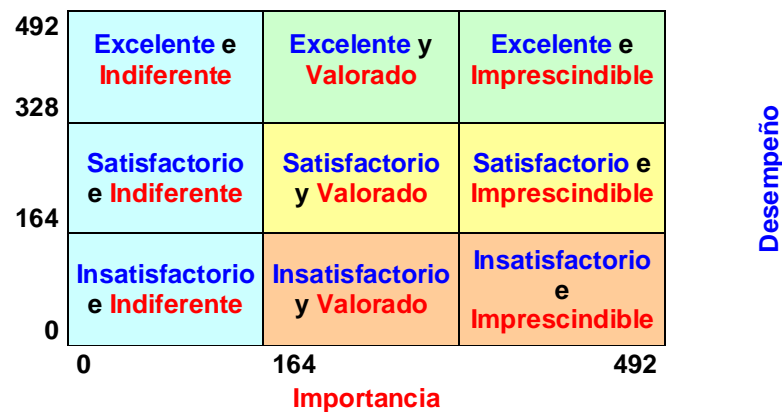 492
Excelente e
Indiferente
Excelente y
Valorado
Excelente e
Imprescindible
328
Satisfactorio
e Indiferente
Satisfactorio
y Valorado
Satisfactorio e
Imprescindible
164
Insatisfactorio
e Indiferente
Insatisfactorio
y Valorado
Insatisfactorio
e
Imprescindible
0
0 164 492
Importancia
Desempeño